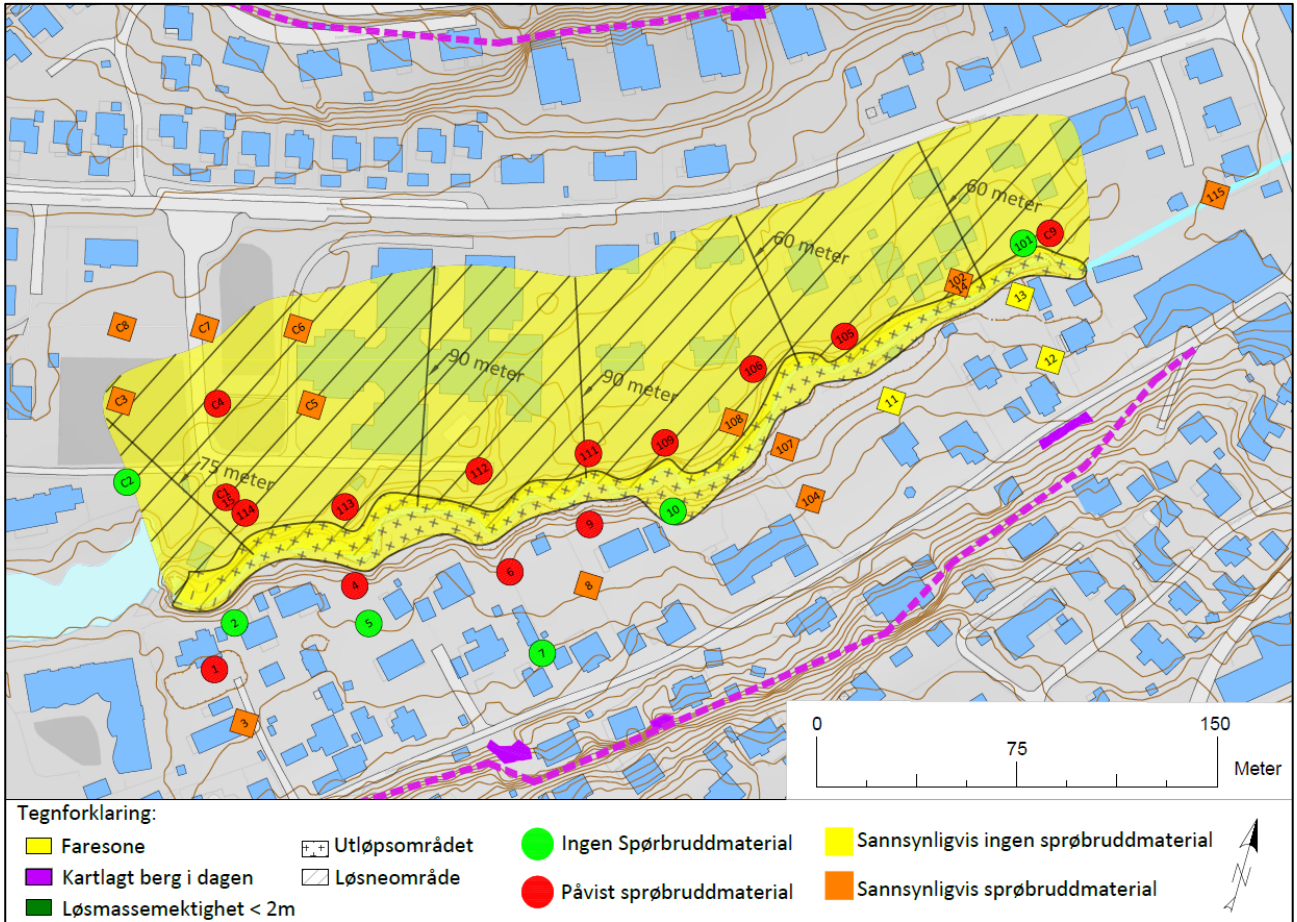 115
60 meter
C9
101
60 meter
102
14
13
C8
C7
C6
105
12
90 meter
106
90 meter
11
C3
C4
C5
108
109
107
111
75 meter
112
C2
C1
15
114
113
104
10
9
6
4
8
2
5
7
1
3
0
150
75
Meter
Tegnforklaring:
Faresone
Utløpsområdet
Ingen Spørbruddmaterial
Sannsynligvis ingen sprøbruddmaterial
Kartlagt berg i dagen
Løsneområde
Påvist sprøbruddmaterial
Sannsynligvis sprøbruddmaterial
Løsmassemektighet < 2m
N